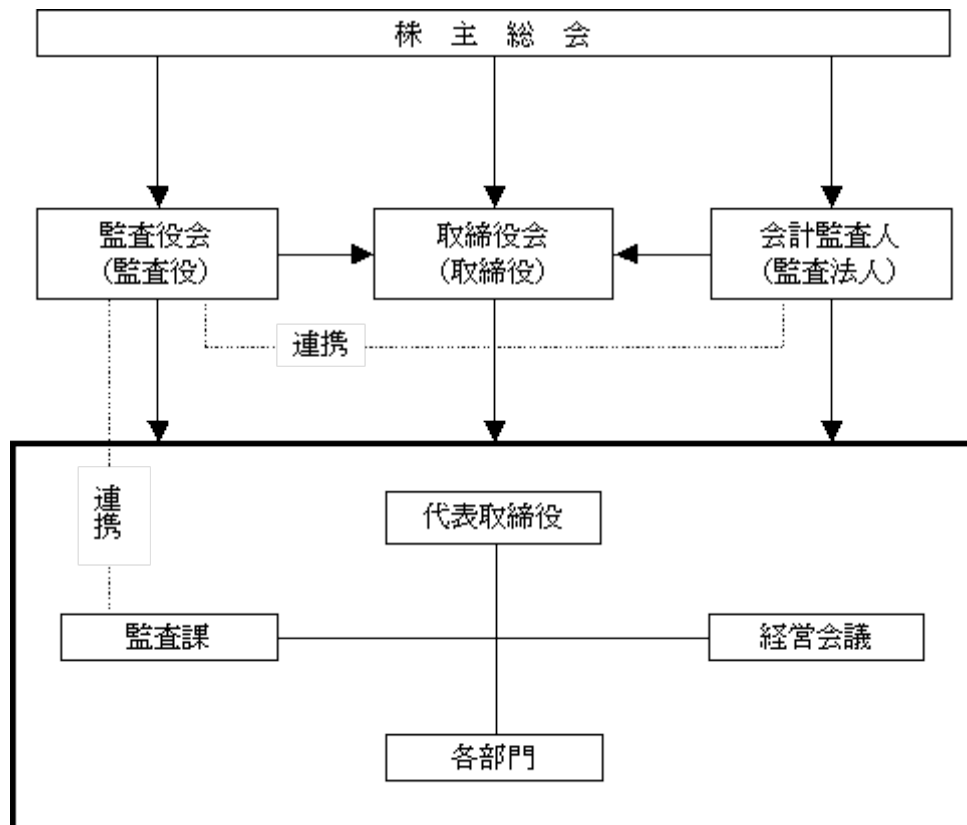 株主総会
監査役会
(監査役)
取締役会
(取締役)
会計監査人
(監査法人)
連携
連携
代表取締役
監査課
経営会議
各部門